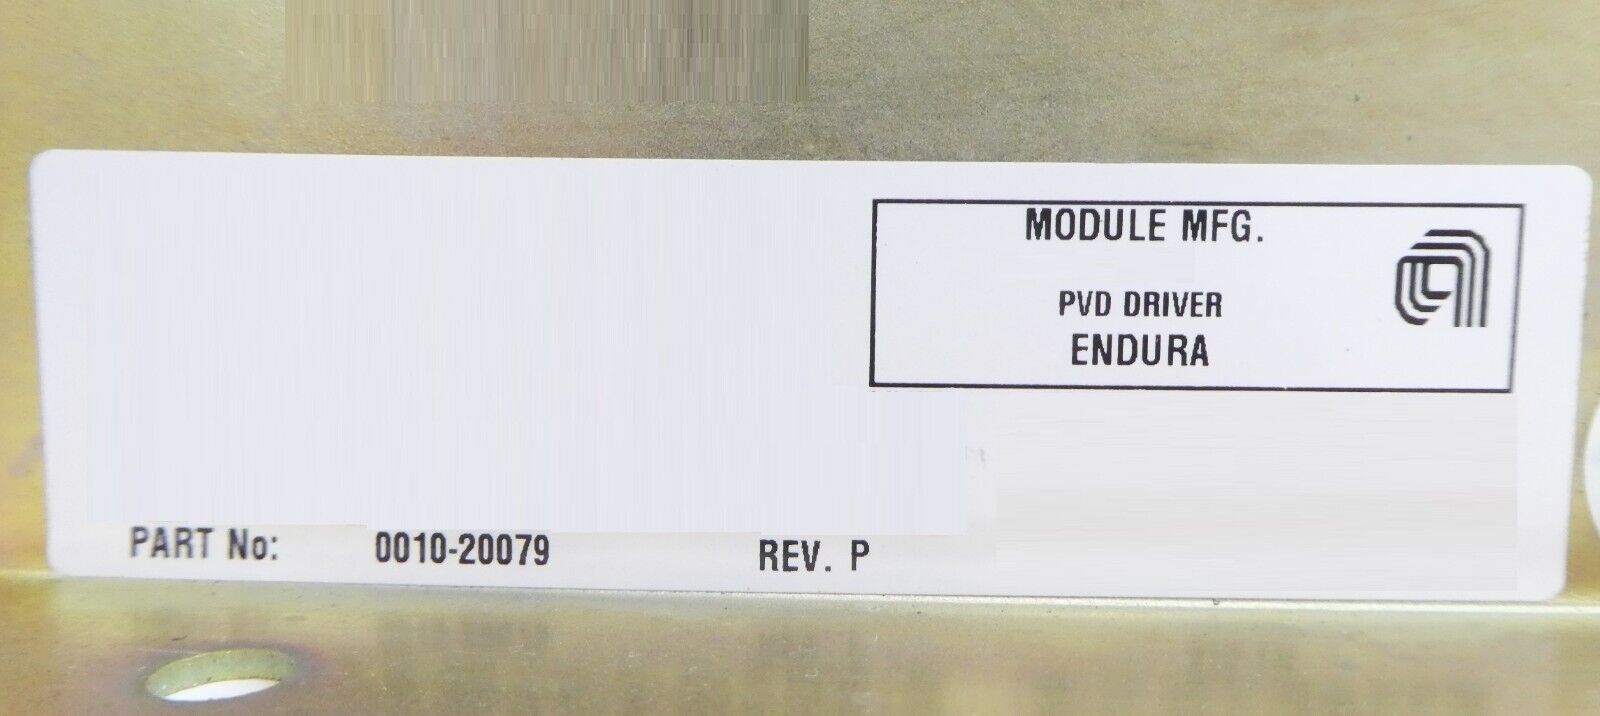 MODULE MFG.
PVD DRIVER
ENDURA
PART No: 0010-20079 REV. P